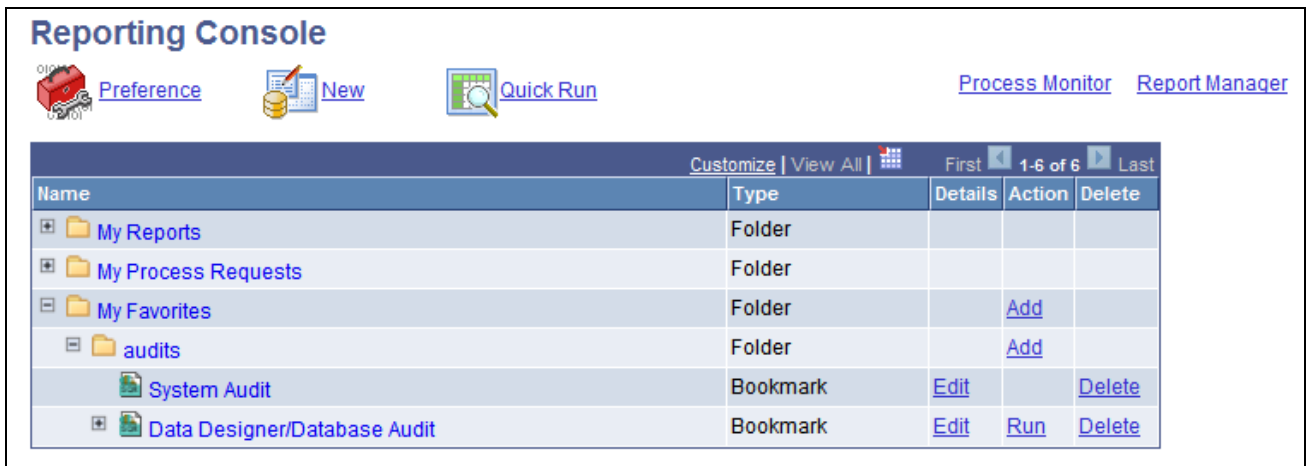 Reporting Console
Preference New Quick Run Process Monitor Report Manager
Customize | View All | First 1-6 of 6 Last
Name Type Details Action Delete
My Reports Folder
My Process Requests Folder
My Favorites Folder Add
audits Folder Add
System Audit Bookmark Edit Delete
Data Designer/Database Audit Bookmark Edit Run Delete